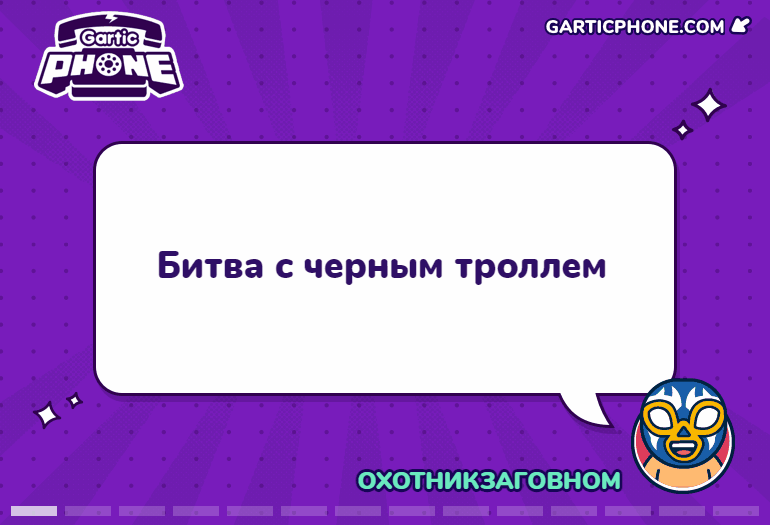 Gartic
PHONE
GARTICPHONE.COM
Битва с черным троллем
ОХОТНИКЗАГОВНОМ